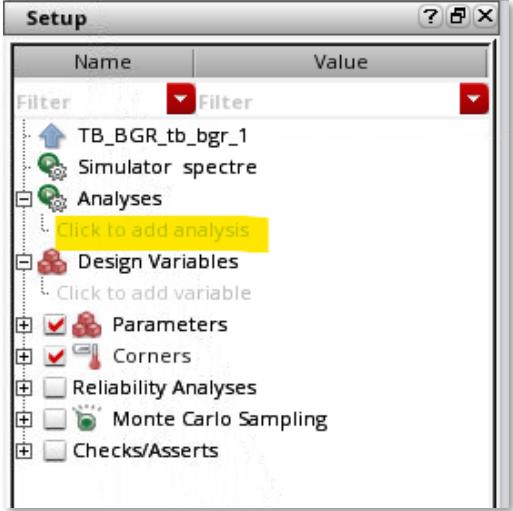 Setup
Name Value
Filter Filter
TB_BGR_tb_bgr_1
Simulator spectre
Analyses
Click to add analysis
Design Variables
Click to add variable
Parameters
Corners
Reliability Analyses
Monte Carlo Sampling
Checks/Asserts